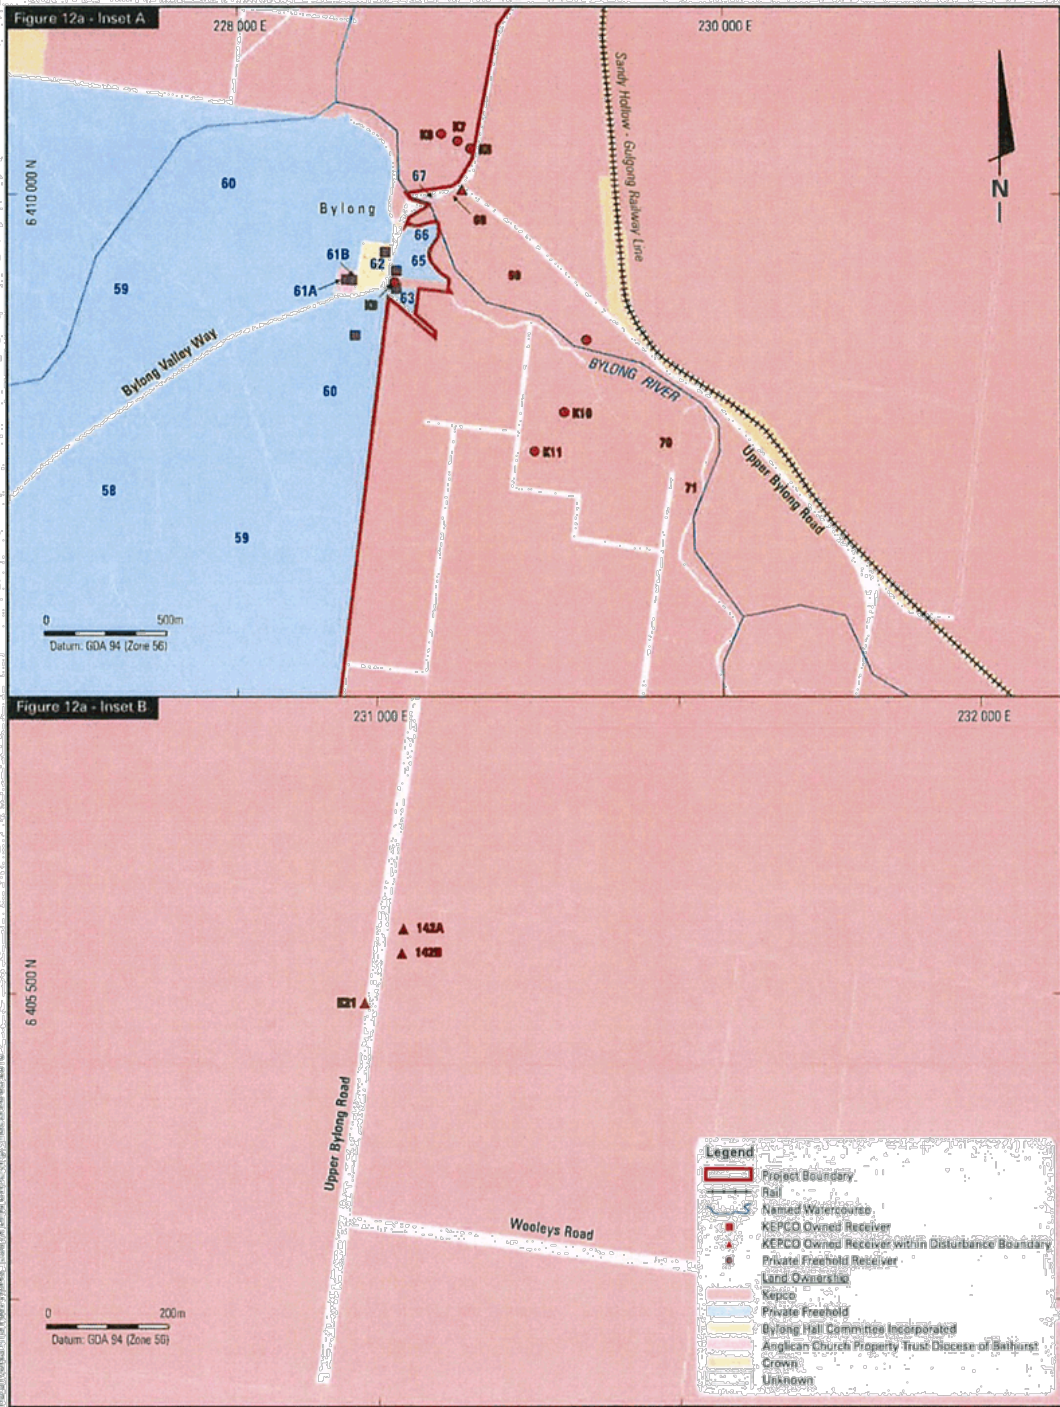 Figure 12a - Inset A
228 000 E
230 000 E
Sandy Hollow - Gulgong Railway Line
K7
67
N
6 410 000 N
60
Bylong
66
61B
62
65
61A
63
59
Bylong Valley Way
BYLONG RIVER
60
K10
70
K11
Upper Bylong Road
58
71
59
0 500m
Datum: GDA 94 (Zone 56)
Figure 12a - Inset B
231 000 E
232 000 E
142A
142B
6 405 500 N
Upper Bylong Road
Wooleys Road
0 200m
Datum: GDA 94 (Zone 56)
Legend
Project Boundary
Rail
Named Watercourse
KEPCO Owned Receiver
KEPCO Owned Receiver within Disturbance Boundary
Private Freehold Receiver
Land Ownership
Kepco
Private Freehold
Bylong Hall Committee Incorporated
Anglican Church Property Trust Diocese of Bathurst
Crown
Unknown